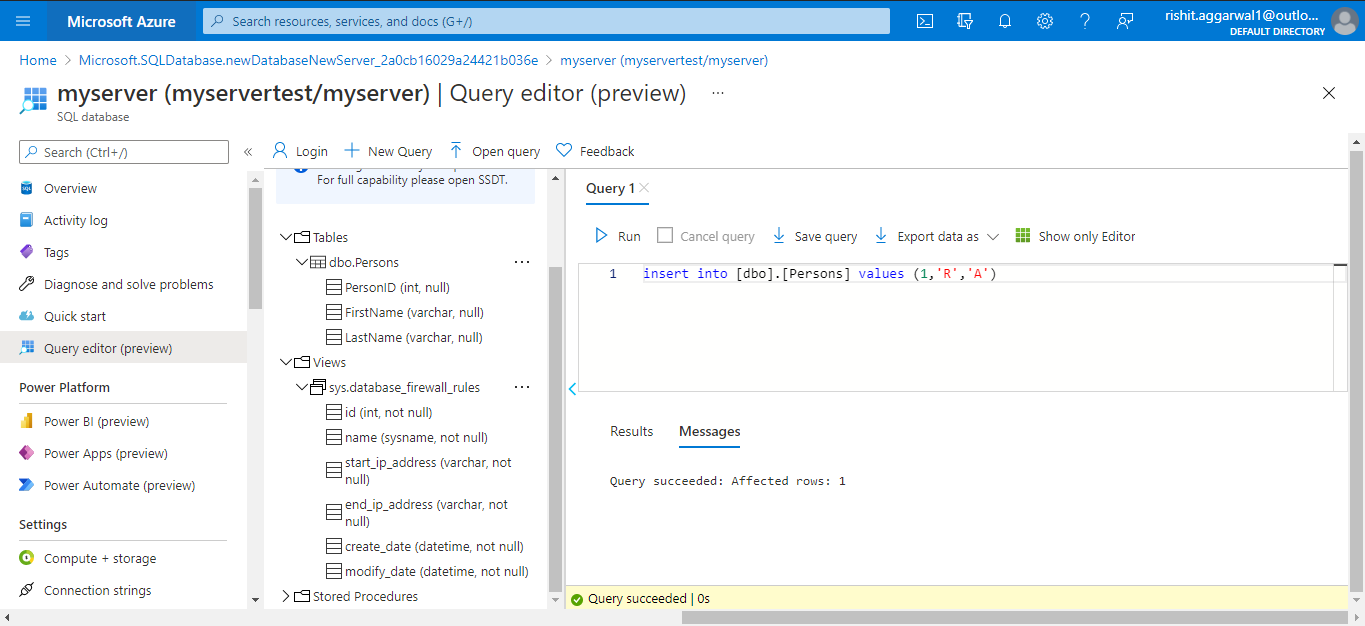 Microsoft Azure
Search resources, services, and docs (G+/)
rishit.aggarwal1@outlo...
DEFAULT DIRECTORY
Home > Microsoft.SQLDatabase.newDatabaseNewServer_2a0cb16029a24421b036e > myserver (myservertest/myserver)
myserver (myservertest/myserver) | Query editor (preview) ...
SQL database
Search (Ctrl+/)
«
Overview
Activity log
Tags
Diagnose and solve problems
Quick start
Query editor (preview)
Power Platform
Power BI (preview)
Power Apps (preview)
Power Automate (preview)
Settings
Compute + storage
Connection strings
Login
New Query
Open query
Feedback
For full capability please open SSDT.
Tables
dbo.Persons ...
PersonID (int, null)
FirstName (varchar, null)
LastName (varchar, null)
Views
sys.database_firewall_rules ...
id (int, not null)
name (sysname, not null)
start_ip_address (varchar, not
null)
end_ip_address (varchar, not
null)
create_date (datetime, not null)
modify_date (datetime, not null)
Stored Procedures
Query 1
Run
Cancel query
Save query
Export data as
Show only Editor
1 insert into [dbo].[Persons] values (1,'R','A')
Results
Messages
Query succeeded: Affected rows: 1
Query succeeded | 0s